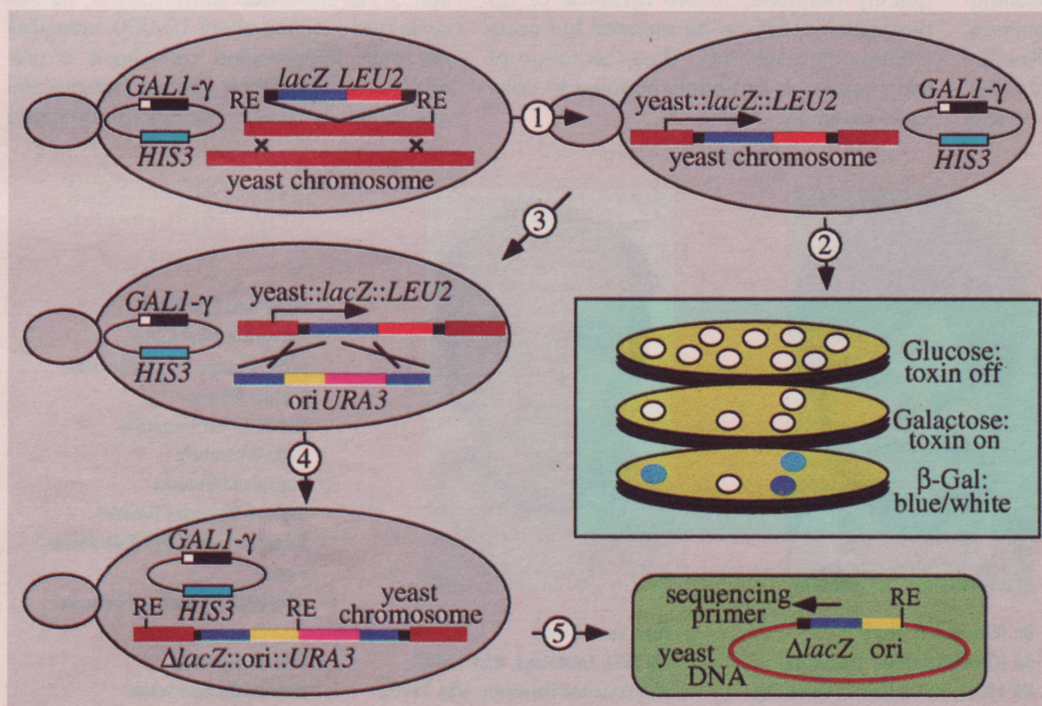 GAL1-γ
HIS3
lacZ LEU2
RE
RE
yeast chromosome
1
yeast::lacZ::LEU2
yeast chromosome
GAL1-γ
HIS3
3
2
GAL1-γ
HIS3
yeast::lacZ::LEU2
ori URA3
4
Glucose:
toxin off
Galactose:
toxin on
β-Gal:
blue/white
GAL1-γ
HIS3
RE
RE
yeast
chromosome
ΔlacZ::ori::URA3
5
sequencing
primer
RE
ΔlacZ ori
yeast
DNA